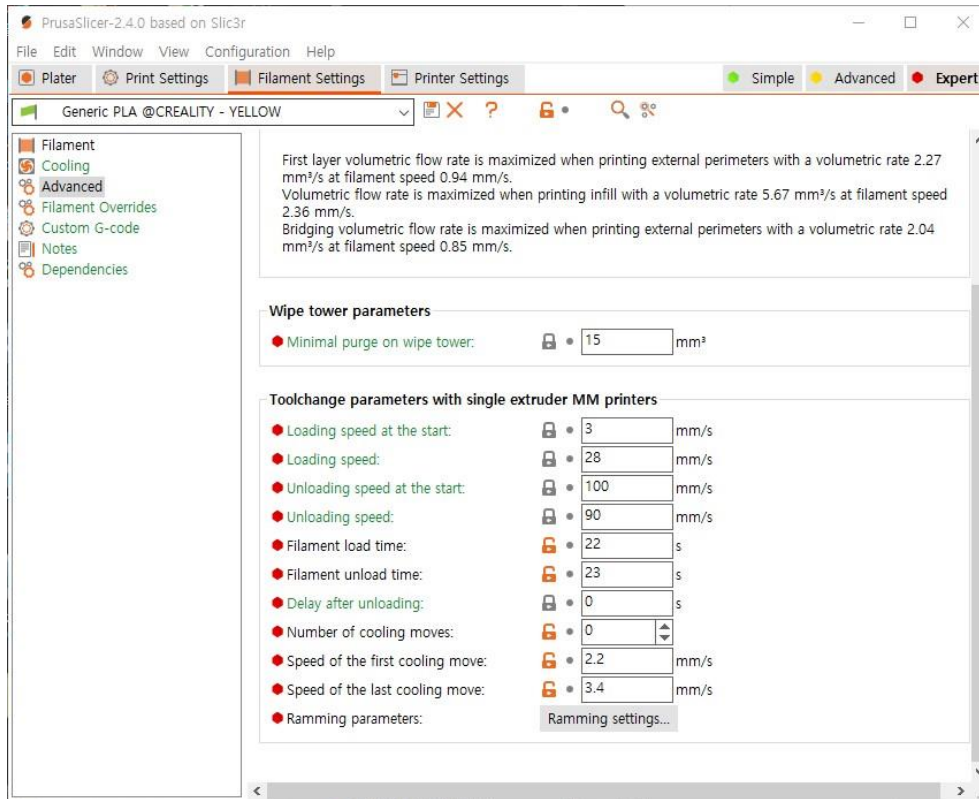 PrusaSlicer-2.4.0 based on Slic3r
File Edit Window View Configuration Help
Plater Print Settings Filament Settings Printer Settings Simple Advanced Expert
Generic PLA @CREALITY - YELLOW
Filament
Cooling
Advanced
Filament Overrides
Custom G-code
Notes
Dependencies
First layer volumetric flow rate is maximized when printing external perimeters with a volumetric rate 2.27
mm³/s at filament speed 0.94 mm/s.
Volumetric flow rate is maximized when printing infill with a volumetric rate 5.67 mm³/s at filament speed
2.36 mm/s.
Bridging volumetric flow rate is maximized when printing external perimeters with a volumetric rate 2.04
mm³/s at filament speed 0.85 mm/s.
Wipe tower parameters
Minimal purge on wipe tower: 15 mm³
Toolchange parameters with single extruder MM printers
Loading speed at the start: 3 mm/s
Loading speed: 28 mm/s
Unloading speed at the start: 100 mm/s
Unloading speed: 90 mm/s
Filament load time: 22 s
Filament unload time: 23 s
Delay after unloading: 0 s
Number of cooling moves: 0
Speed of the first cooling move: 2.2 mm/s
Speed of the last cooling move: 3.4 mm/s
Ramming parameters: Ramming settings...